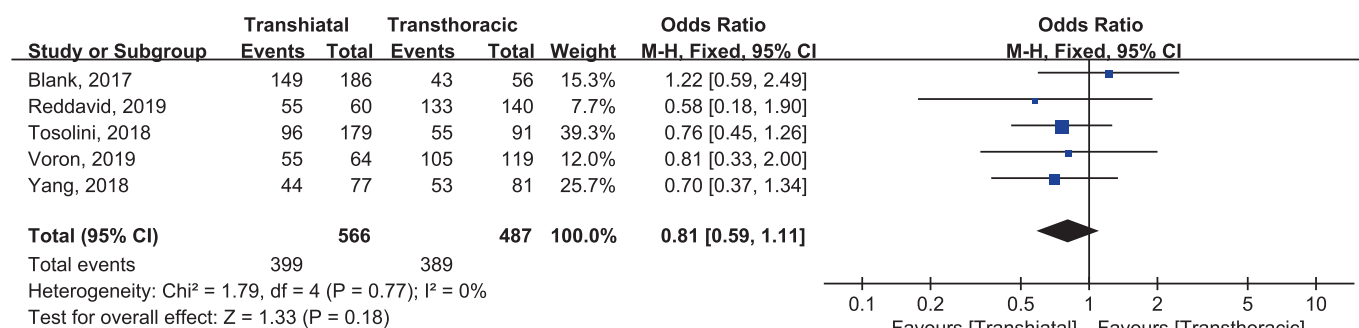 Transhiatal Transthoracic Odds Ratio Odds Ratio
Study or Subgroup Events Total Events Total Weight M-H, Fixed, 95% CI M-H, Fixed, 95% CI
Blank, 2017 149 186 43 56 15.3% 1.22 [0.59, 2.49]
Reddavid, 2019 55 60 133 140 7.7% 0.58 [0.18, 1.90]
Tosolini, 2018 96 179 55 91 39.3% 0.76 [0.45, 1.26]
Voron, 2019 55 64 105 119 12.0% 0.81 [0.33, 2.00]
Yang, 2018 44 77 53 81 25.7% 0.70 [0.37, 1.34]
Total (95% CI) 566 487 100.0% 0.81 [0.59, 1.11]
Total events 399 389
Heterogeneity: Chi² = 1.79, df = 4 (P = 0.77); I² = 0%
Test for overall effect: Z = 1.33 (P = 0.18)
0.1 0.2 0.5 1 2 5 10
Favours [Transhiatal] Favours [Transthoracic]